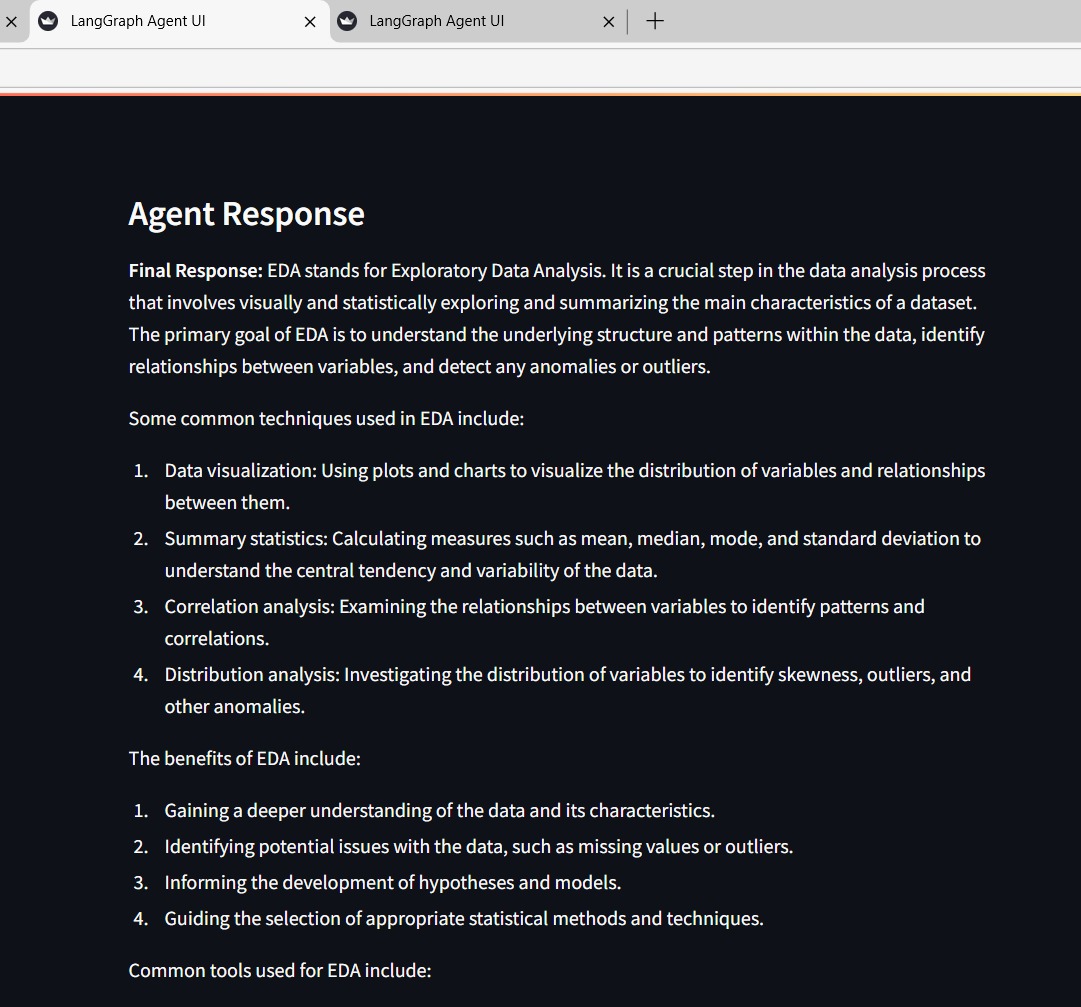 LangGraph Agent UI
LangGraph Agent UI
Agent Response
Final Response: EDA stands for Exploratory Data Analysis. It is a crucial step in the data analysis process
that involves visually and statistically exploring and summarizing the main characteristics of a dataset.
The primary goal of EDA is to understand the underlying structure and patterns within the data, identify
relationships between variables, and detect any anomalies or outliers.
Some common techniques used in EDA include:
1. Data visualization: Using plots and charts to visualize the distribution of variables and relationships
between them.
2. Summary statistics: Calculating measures such as mean, median, mode, and standard deviation to
understand the central tendency and variability of the data.
3. Correlation analysis: Examining the relationships between variables to identify patterns and
correlations.
4. Distribution analysis: Investigating the distribution of variables to identify skewness, outliers, and
other anomalies.
The benefits of EDA include:
1. Gaining a deeper understanding of the data and its characteristics.
2. Identifying potential issues with the data, such as missing values or outliers.
3. Informing the development of hypotheses and models.
4. Guiding the selection of appropriate statistical methods and techniques.
Common tools used for EDA include: